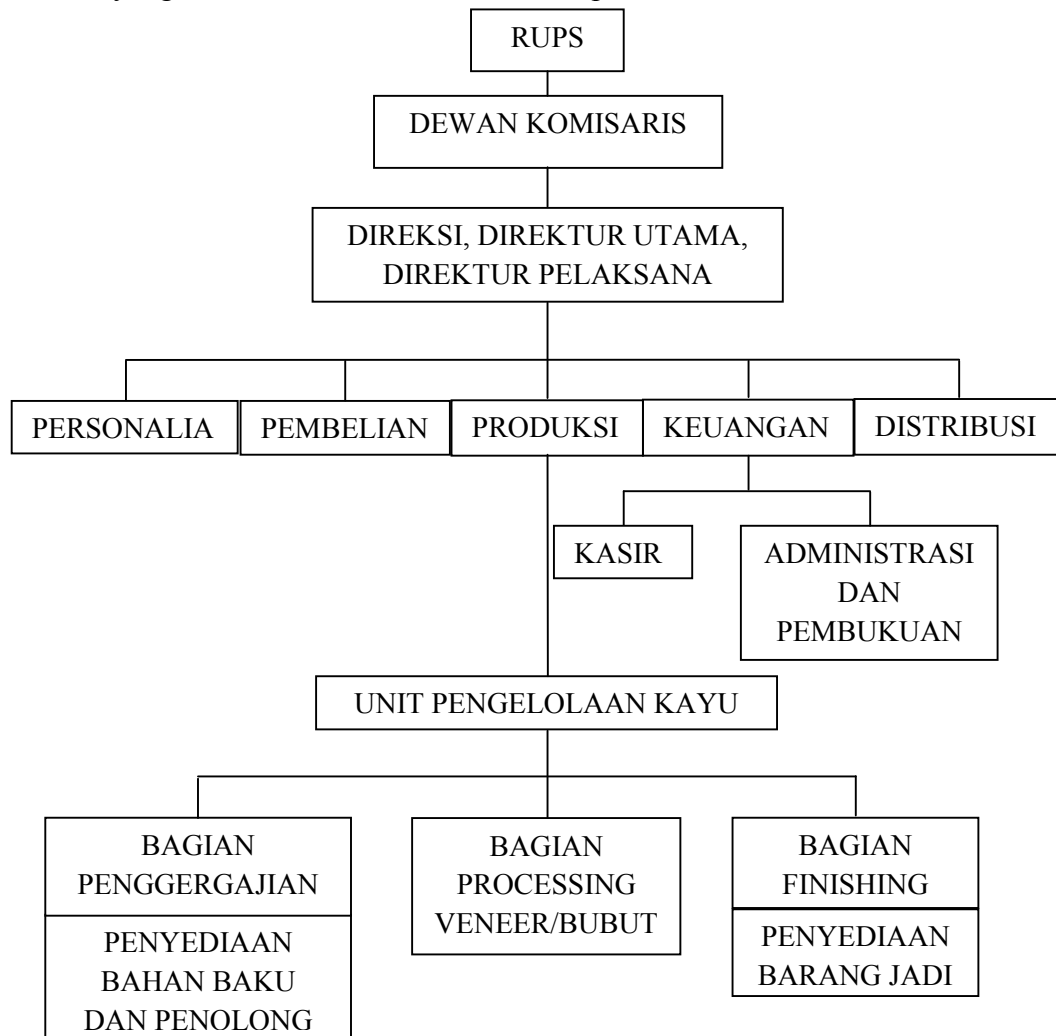 RUPS
DEWAN KOMISARIS
DIREKSI, DIREKTUR UTAMA,
DIREKTUR PELAKSANA
PERSONALIA
PEMBELIAN
PRODUKSI
KEUANGAN
DISTRIBUSI
KASIR
ADMINISTRASI
DAN
PEMBUKUAN
UNIT PENGELOLAAN KAYU
BAGIAN
PENGGERGAJIAN
PENYEDIAAN
BAHAN BAKU
DAN PENOLONG
BAGIAN
PROCESSING
VENEER/BUBUT
BAGIAN
FINISHING
PENYEDIAAN
BARANG JADI